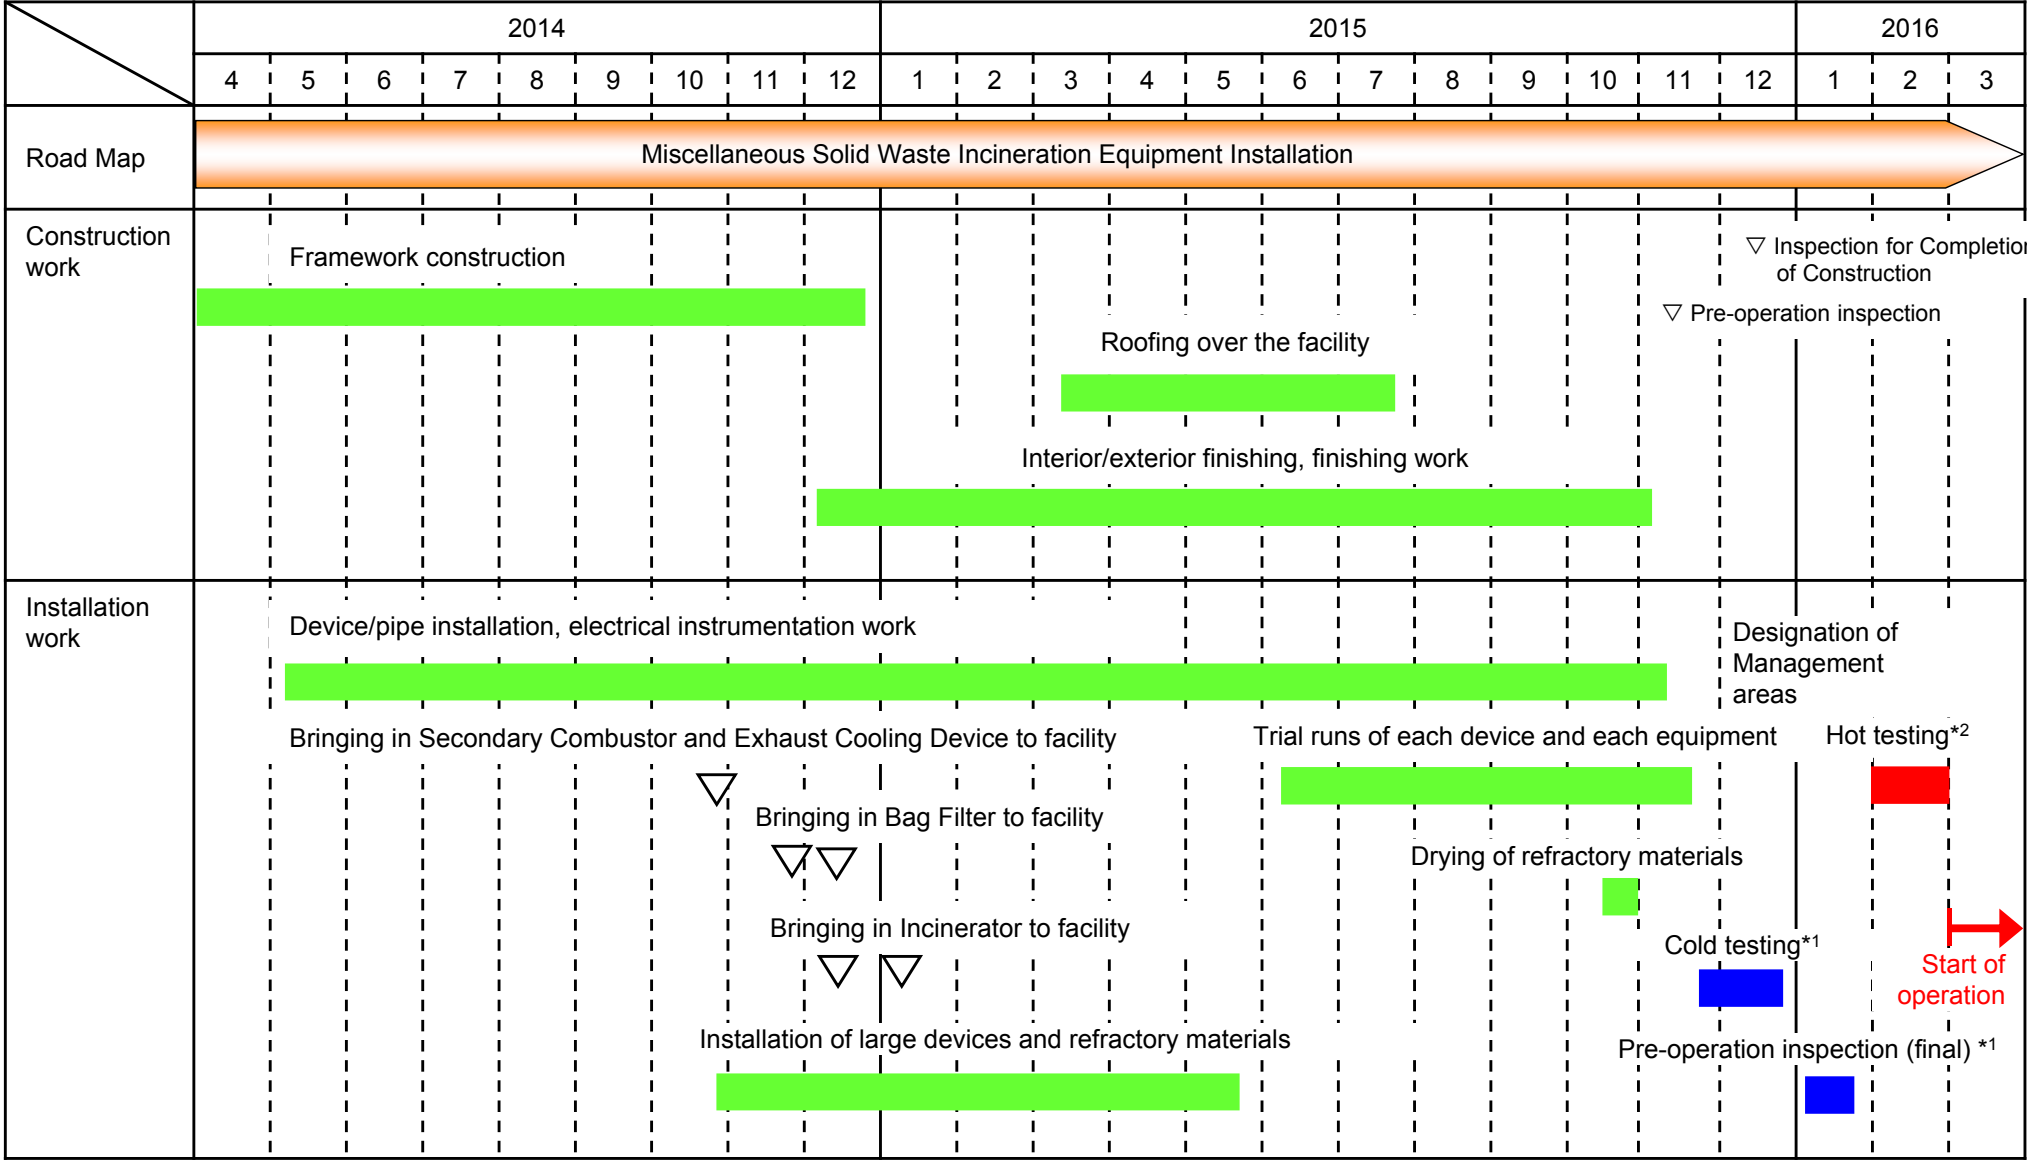 2014 2015 2016
4 5 6 7 8 9 10 11 12 1 2 3 4 5 6 7 8 9 10 11 12 1 2 3
Road Map
Miscellaneous Solid Waste Incineration Equipment Installation
Construction
work
Framework construction
▽ Inspection for Completion
of Construction
▽ Pre-operation inspection
Roofing over the facility
Interior/exterior finishing, finishing work
Installation
work
Device/pipe installation, electrical instrumentation work
Designation of
Management
areas
Bringing in Secondary Combustor and Exhaust Cooling Device to facility
Trial runs of each device and each equipment
Hot testing*2
Bringing in Bag Filter to facility
Drying of refractory materials
Bringing in Incinerator to facility
Cold testing*1
Start of
operation
Installation of large devices and refractory materials
Pre-operation inspection (final) *1